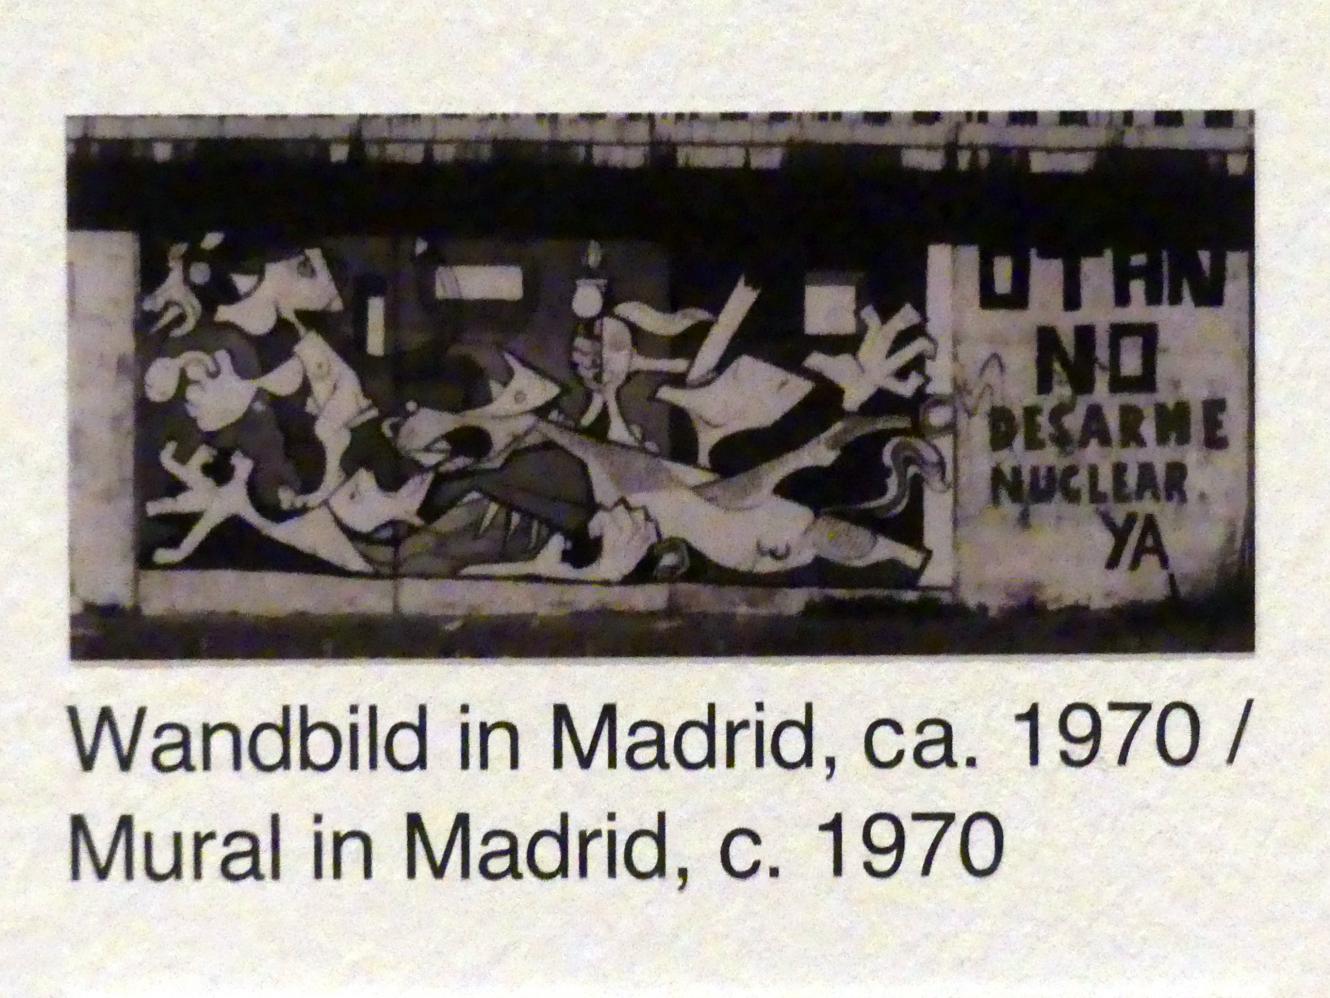 OTAN
NO
DESARME
NUCLEAR
YA
Wandbild in Madrid, ca. 1970 /
Mural in Madrid, c. 1970